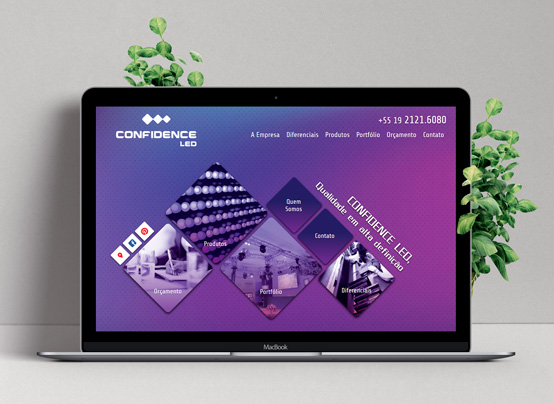 +55 19 2121.6080
CONFIDENCE
LED
A Empresa Diferenciais Produtos Portfólio Orçamento Contato
Quem
Somos
CONFIDENCE LED,
Qualidade em alta definição
Contato
Produtos
Orçamento
Portfólio
Diferenciais
MacBook